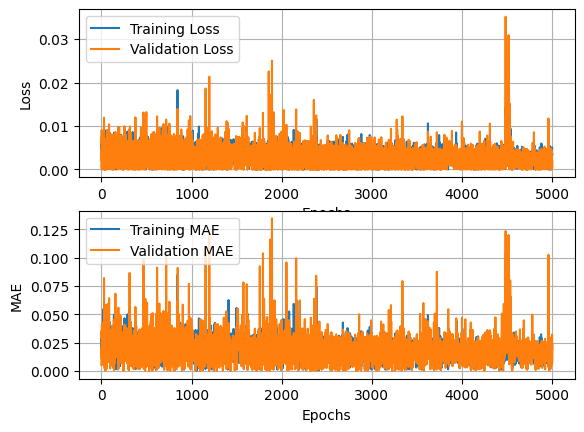 Training Loss
Validation Loss
0.03
0.02
0.01
0.00
Loss
0 1000 2000 3000 4000 5000
Epochs
Training MAE
Validation MAE
0.125
0.100
0.075
0.050
0.025
0.000
MAE
0 1000 2000 3000 4000 5000
Epochs